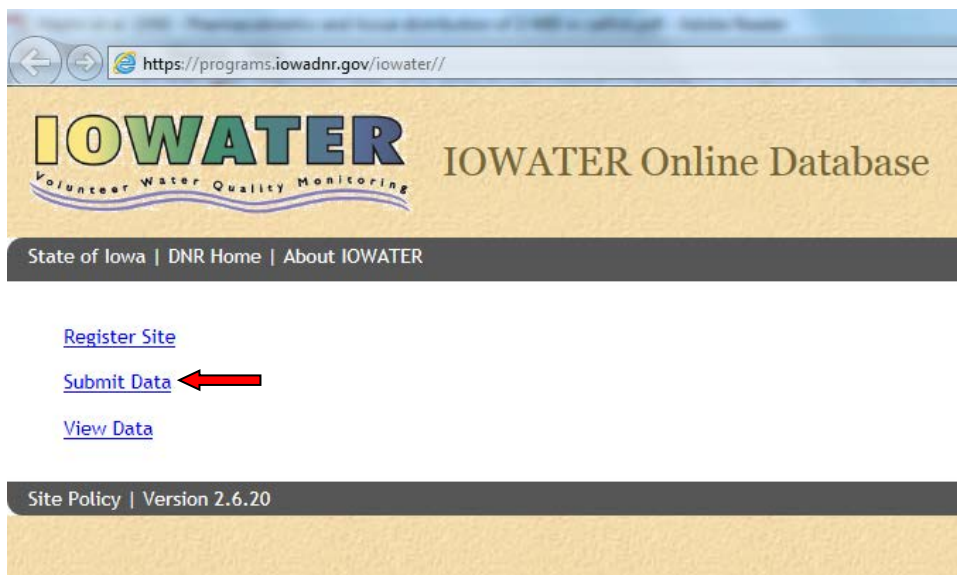 https://programs.iowadnr.gov/iowater//
IOWATER
Volunteer Water Quality Monitoring
IOWATER Online Database
State of Iowa | DNR Home | About IOWATER
Register Site
Submit Data
View Data
Site Policy | Version 2.6.20